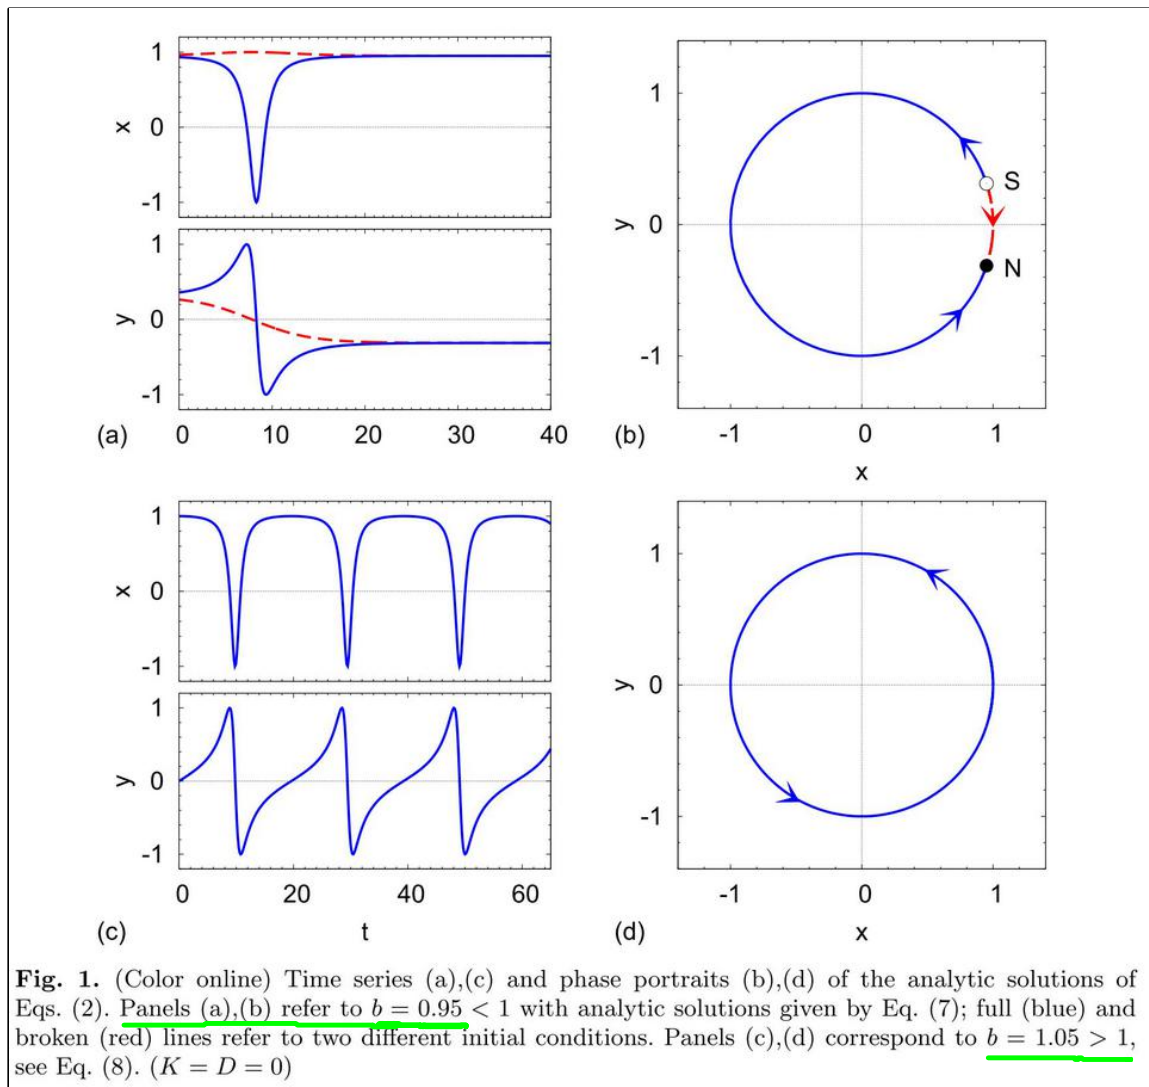 1
x 0
-1
1
y 0
-1
(a) 0 10 20 30 40
1
y 0
-1
S
N
(b) -1 0 1
x
1
x 0
-1
1
y 0
-1
0 20 40 60
(c) t
1
y 0
-1
-1 0 1
(d) x
Fig. 1. (Color online) Time series (a),(c) and phase portraits (b),(d) of the analytic solutions of
Eqs. (2). Panels (a),(b) refer to b = 0.95 < 1 with analytic solutions given by Eq. (7); full (blue) and
broken (red) lines refer to two different initial conditions. Panels (c),(d) correspond to b = 1.05 > 1,
see Eq. (8). (K = D = 0)